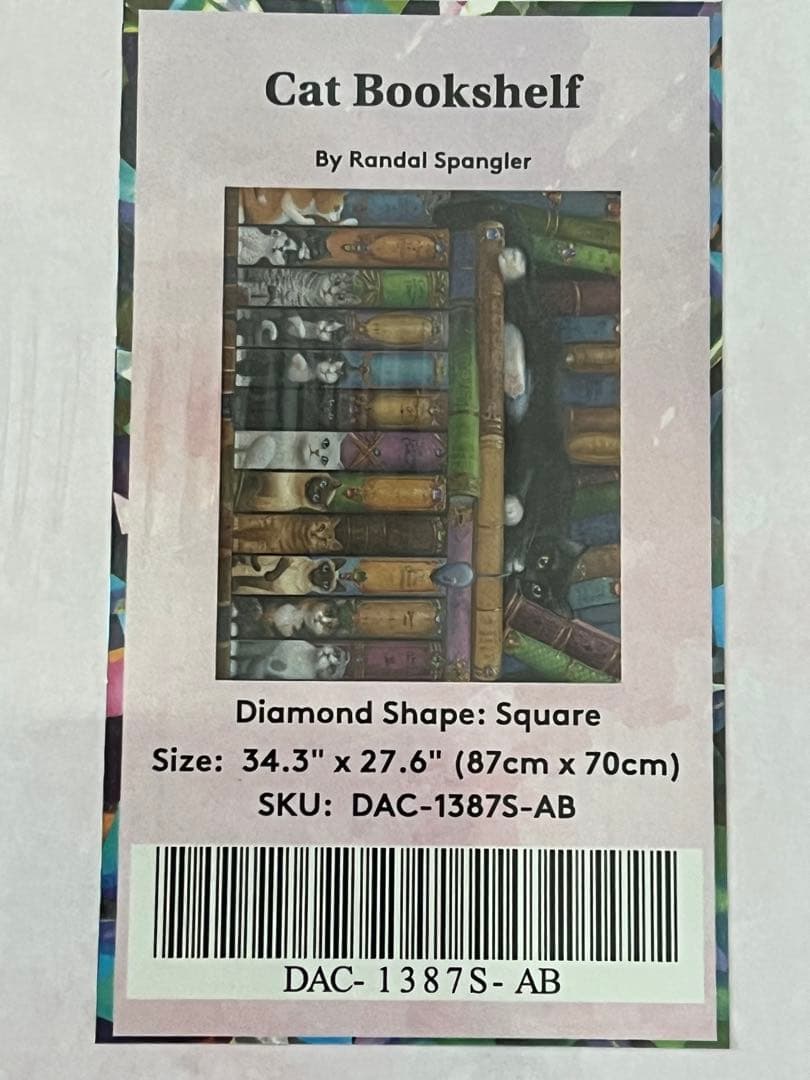 Cat Bookshelf
By Randal Spangler
Diamond Shape: Square
Size: 34.3" x 27.6" (87cm x 70cm)
SKU: DAC-1387S-AB
DAC- 1387S- AB